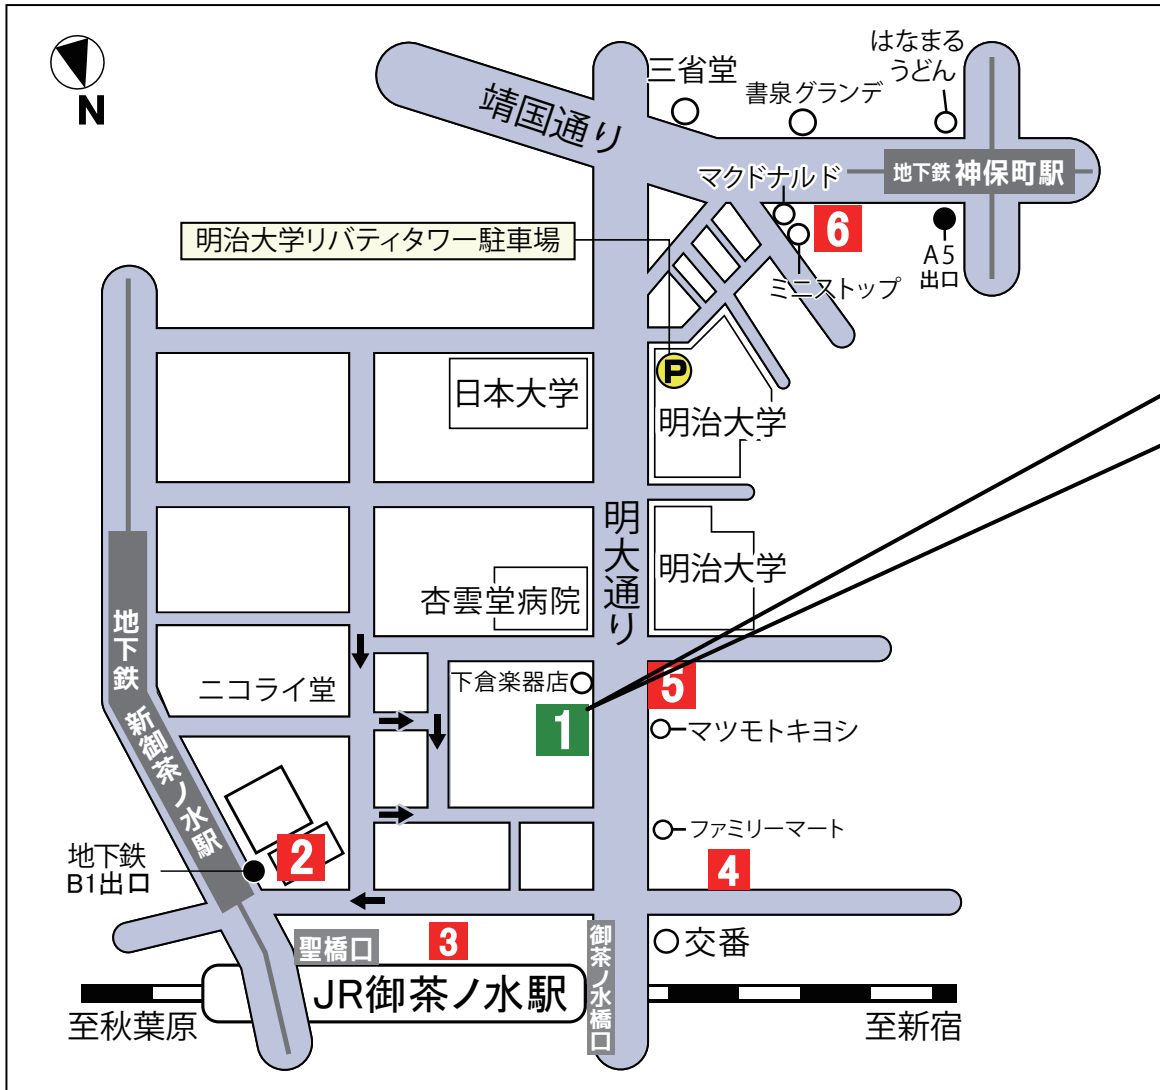 N
靖国通り
三省堂
書泉グランデ
はなまる
うどん
地下鉄 神保町駅
マクドナルド
6
A5
出口
ミニストップ
明治大学リバティタワー駐車場
P
日本大学
明治大学
明大通り
明治大学
杏雲堂病院
地下鉄 新御茶ノ水駅
ニコライ堂
下倉楽器店
1
5
マツモトキヨシ
ファミリーマート
4
2
地下鉄
B1出口
聖橋口
3
御茶ノ水橋口
交番
JR御茶ノ水駅
至秋葉原
至新宿